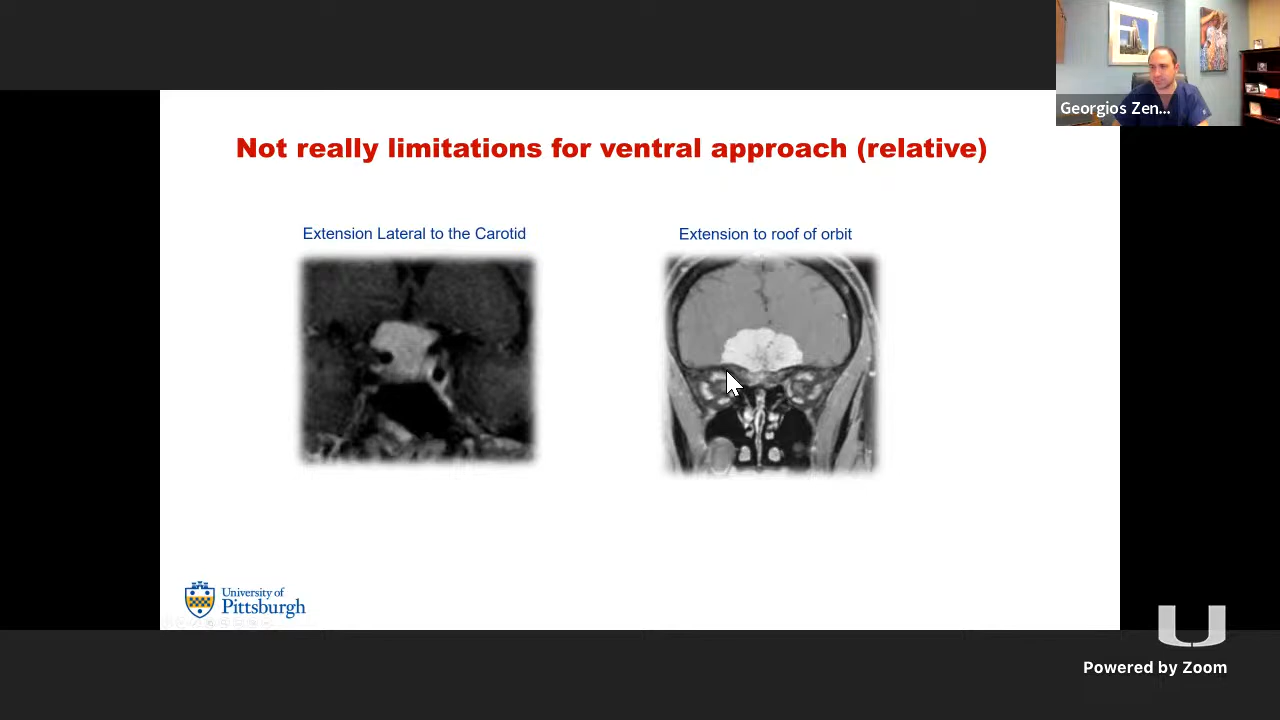 Georgios Zen...
Not really limitations for ventral approach (relative)
Extension Lateral to the Carotid
Extension to roof of orbit
University of
Pittsburgh
U
Powered by Zoom